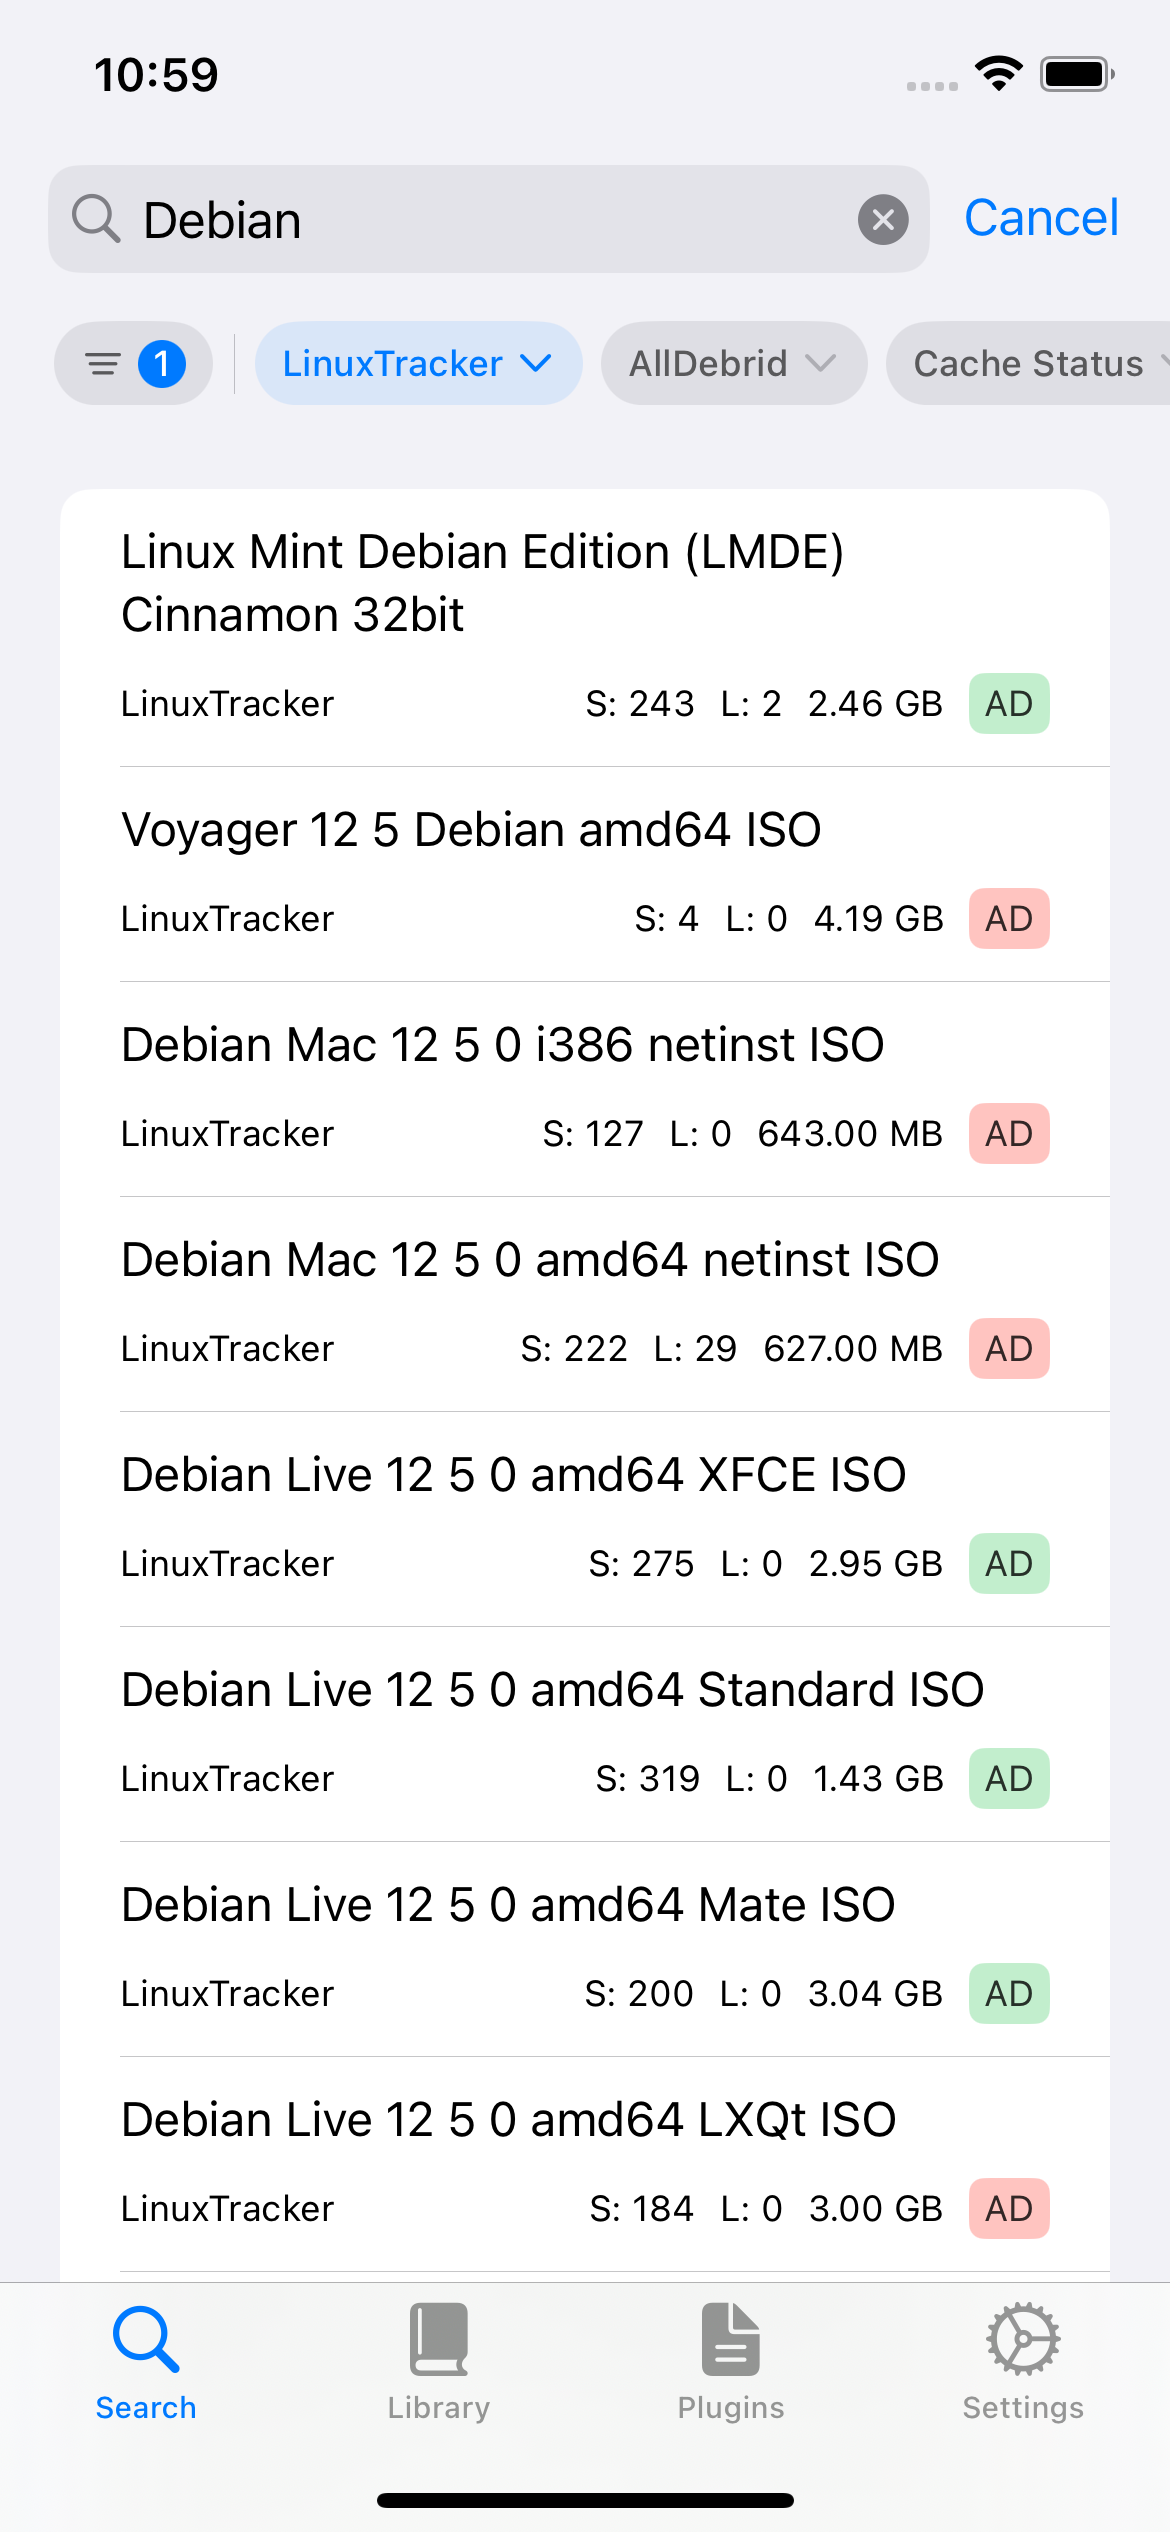 10:59
Debian
Cancel
1 LinuxTracker AllDebrid Cache Status
Linux Mint Debian Edition (LMDE)
Cinnamon 32bit
LinuxTracker S: 243 L: 2 2.46 GB AD
Voyager 12 5 Debian amd64 ISO
LinuxTracker S: 4 L: 0 4.19 GB AD
Debian Mac 12 5 0 i386 netinst ISO
LinuxTracker S: 127 L: 0 643.00 MB AD
Debian Mac 12 5 0 amd64 netinst ISO
LinuxTracker S: 222 L: 29 627.00 MB AD
Debian Live 12 5 0 amd64 XFCE ISO
LinuxTracker S: 275 L: 0 2.95 GB AD
Debian Live 12 5 0 amd64 Standard ISO
LinuxTracker S: 319 L: 0 1.43 GB AD
Debian Live 12 5 0 amd64 Mate ISO
LinuxTracker S: 200 L: 0 3.04 GB AD
Debian Live 12 5 0 amd64 LXQt ISO
LinuxTracker S: 184 L: 0 3.00 GB AD
Search Library Plugins Settings